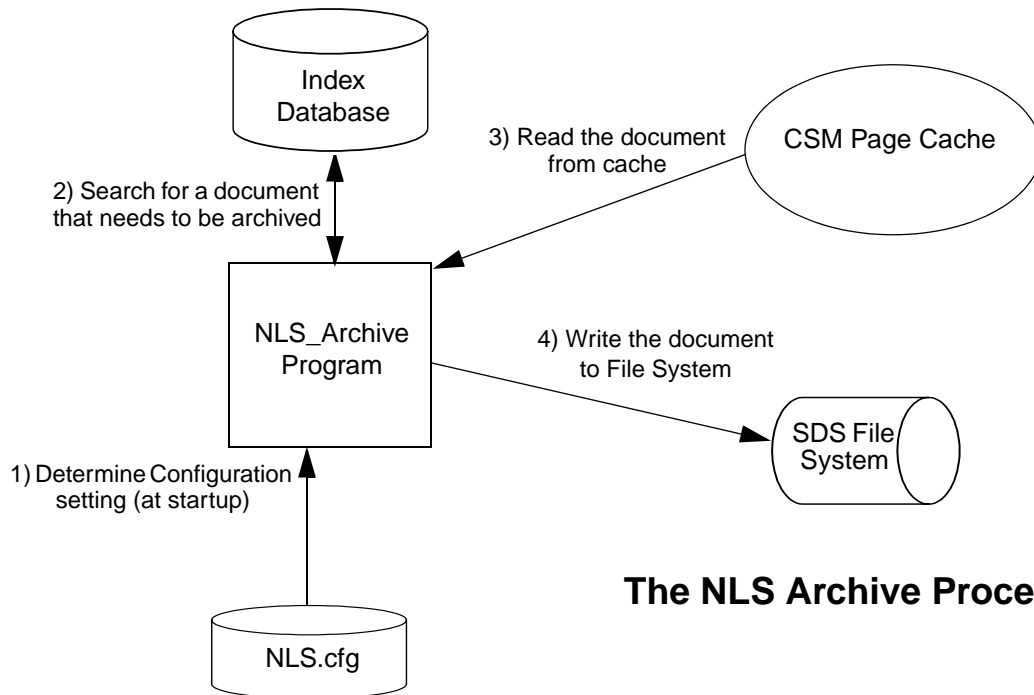 Index
Database
CSM Page Cache
3) Read the document
from cache
2) Search for a document
that needs to be archived
NLS_Archive
Program
4) Write the document
to File System
SDS File
System
1) Determine Configuration
setting (at startup)
The NLS Archive Proce
NLS.cfg